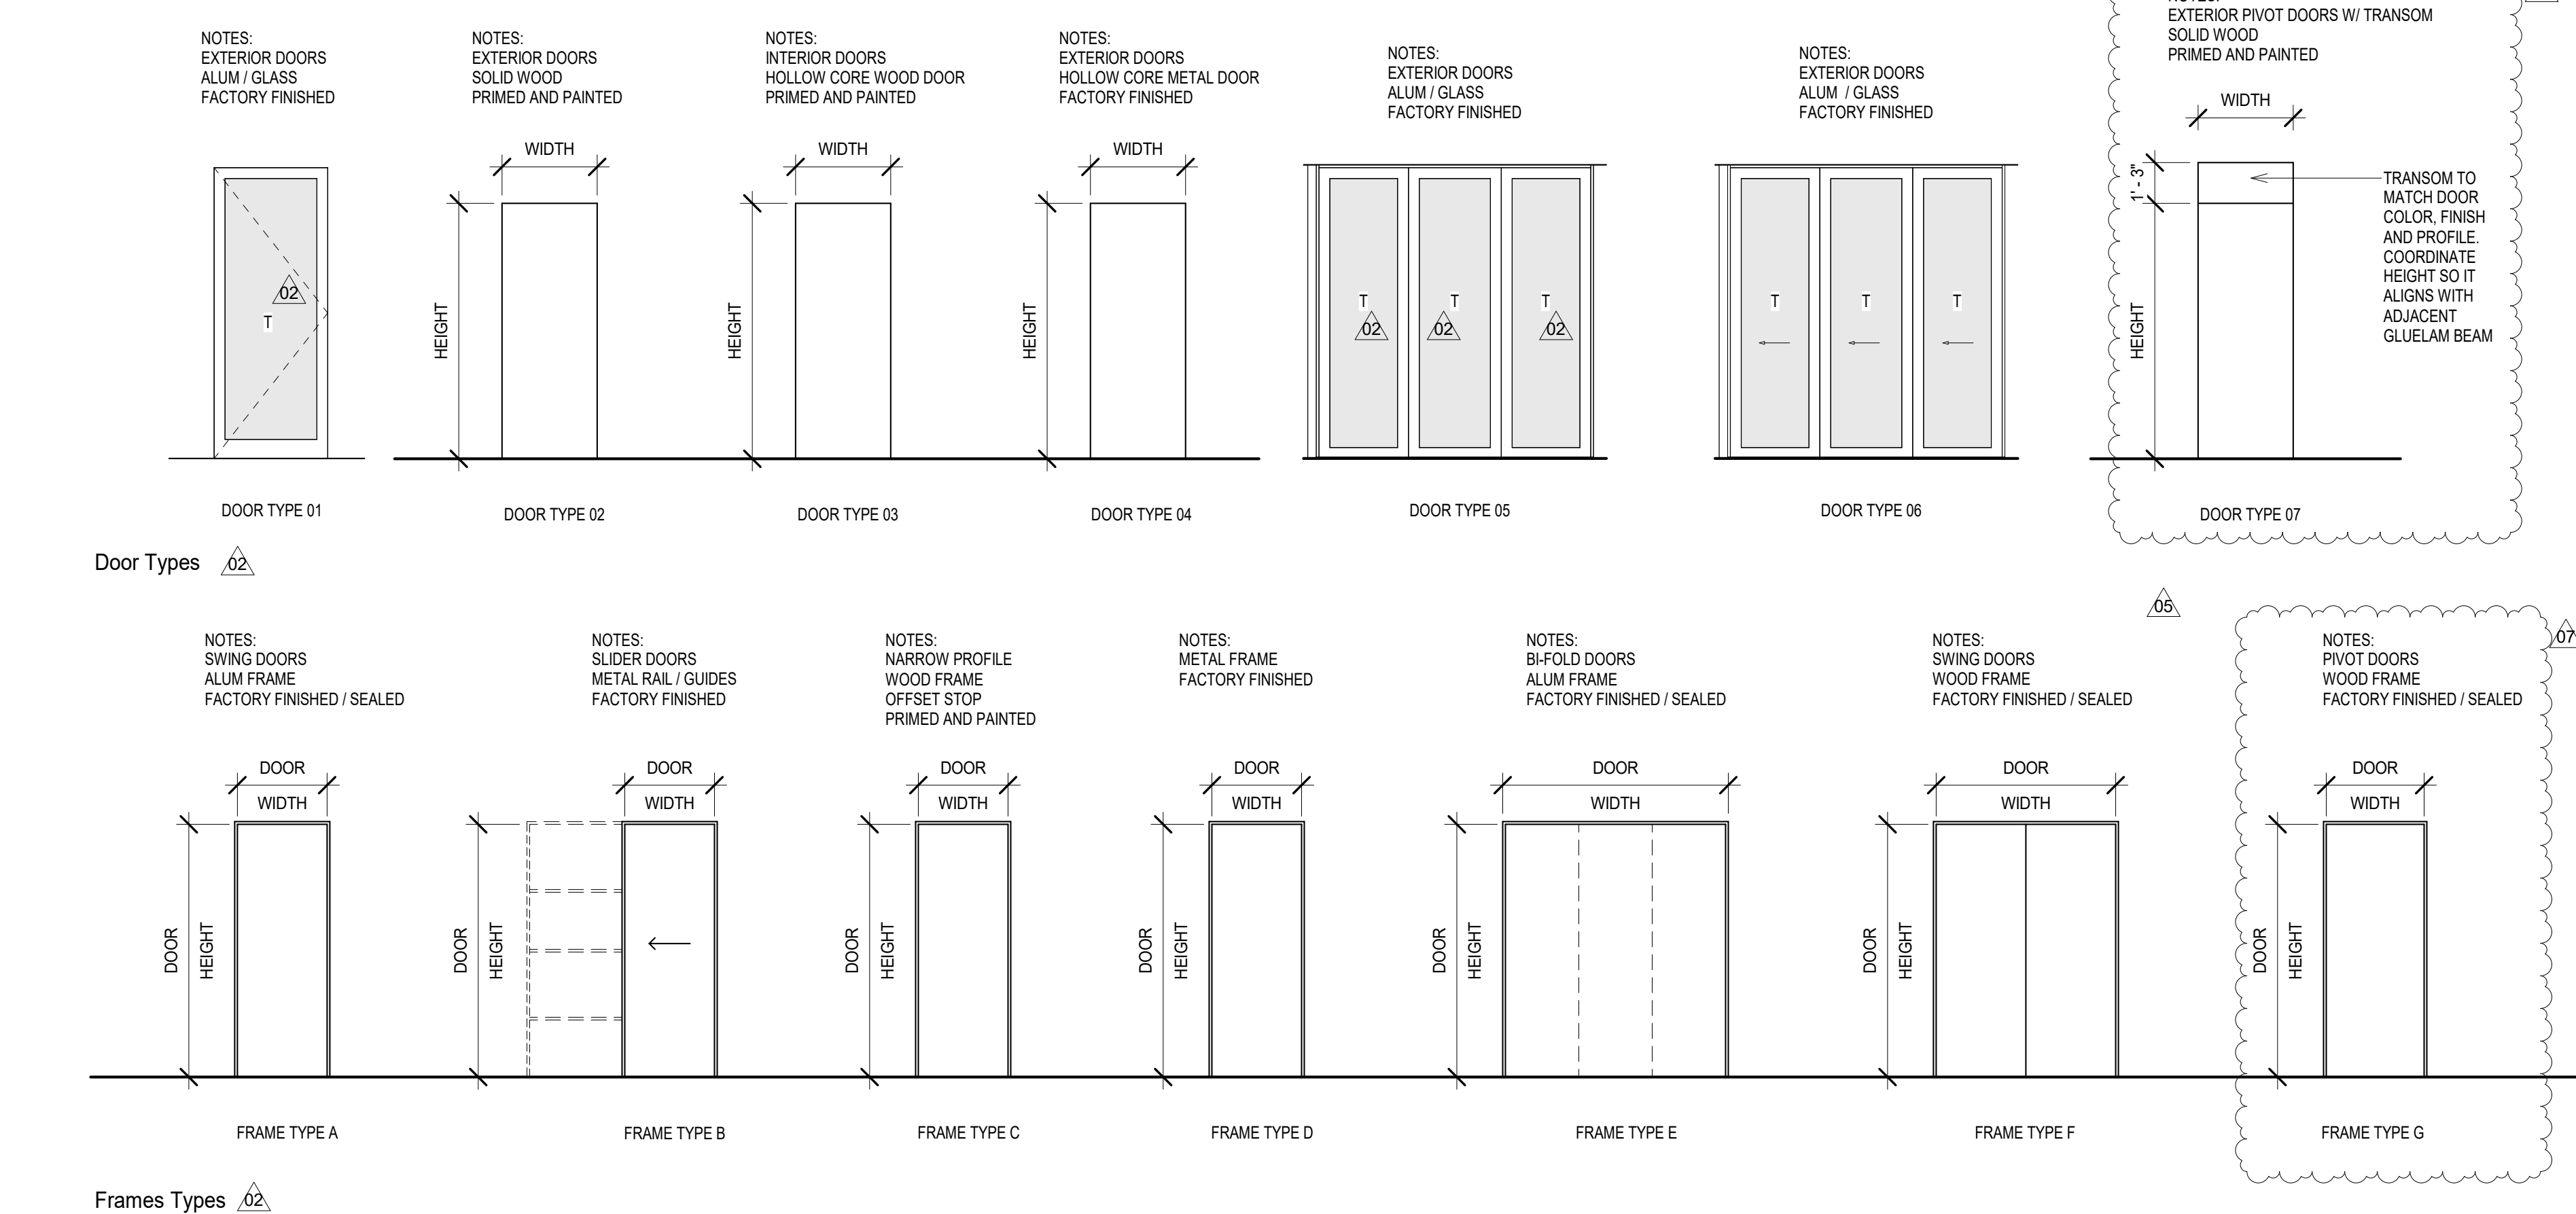 NOTES:
EXTERIOR DOORS
ALUM / GLASS
FACTORY FINISHED
02
T
DOOR TYPE 01
NOTES:
EXTERIOR DOORS
SOLID WOOD
PRIMED AND PAINTED
WIDTH
HEIGHT
DOOR TYPE 02
NOTES:
INTERIOR DOORS
HOLLOW CORE WOOD DOOR
PRIMED AND PAINTED
WIDTH
HEIGHT
DOOR TYPE 03
NOTES:
EXTERIOR DOORS
HOLLOW CORE METAL DOOR
FACTORY FINISHED
WIDTH
HEIGHT
DOOR TYPE 04
NOTES:
EXTERIOR DOORS
ALUM / GLASS
FACTORY FINISHED
T
T
T
02
02
02
DOOR TYPE 05
NOTES:
EXTERIOR DOORS
ALUM / GLASS
FACTORY FINISHED
T
T
T
DOOR TYPE 06
NOTES:
EXTERIOR PIVOT DOORS W/ TRANSOM
SOLID WOOD
PRIMED AND PAINTED
WIDTH
1' - 3"
HEIGHT
TRANSOM TO
MATCH DOOR
COLOR, FINISH
AND PROFILE.
COORDINATE
HEIGHT SO IT
ALIGNS WITH
ADJACENT
GLUELAM BEAM
DOOR TYPE 07
Door Types
02
NOTES:
SWING DOORS
ALUM FRAME
FACTORY FINISHED / SEALED
DOOR
WIDTH
DOOR
HEIGHT
FRAME TYPE A
NOTES:
SLIDER DOORS
METAL RAIL / GUIDES
FACTORY FINISHED
DOOR
WIDTH
DOOR
HEIGHT
FRAME TYPE B
NOTES:
NARROW PROFILE
WOOD FRAME
OFFSET STOP
PRIMED AND PAINTED
DOOR
WIDTH
DOOR
HEIGHT
FRAME TYPE C
NOTES:
METAL FRAME
FACTORY FINISHED
DOOR
WIDTH
DOOR
HEIGHT
FRAME TYPE D
NOTES:
BI-FOLD DOORS
ALUM FRAME
FACTORY FINISHED / SEALED
DOOR
WIDTH
DOOR
HEIGHT
FRAME TYPE E
05
NOTES:
SWING DOORS
WOOD FRAME
FACTORY FINISHED / SEALED
DOOR
WIDTH
DOOR
HEIGHT
FRAME TYPE F
07
NOTES:
PIVOT DOORS
WOOD FRAME
FACTORY FINISHED / SEALED
DOOR
WIDTH
DOOR
HEIGHT
FRAME TYPE G
Frames Types
02